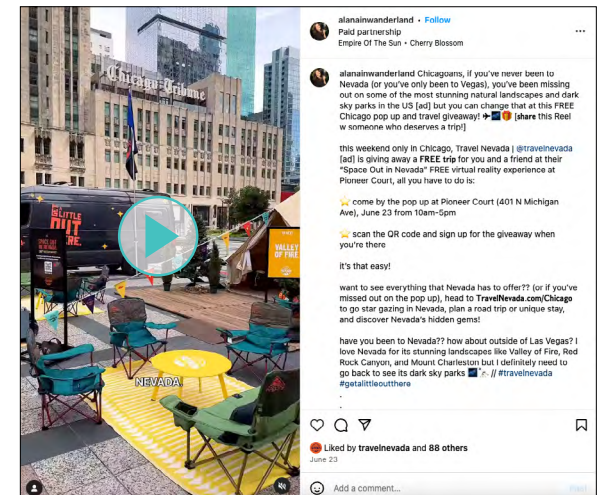 Chicago Tribune
LITTLE
OUT
RE.
SPACE OUT
VALLEY
OF FIRE
NEVADA
alanainwanderland • Follow
Paid partnership
Empire Of The Sun • Cherry Blossom
alanainwanderland Chicagoans, if you've never been to
Nevada (or you've only been to Vegas), you've been missing
out on some of the most stunning natural landscapes and dark
sky parks in the US [ad] but you can change that at this FREE
Chicago pop up and travel giveaway! ✈️🌌🎁 [share this Reel
w someone who deserves a trip!]
this weekend only in Chicago, Travel Nevada | @travelnevada
[ad] is giving away a FREE trip for you and a friend at their
"Space Out in Nevada" FREE virtual reality experience at
Pioneer Court, all you have to do is:
⭐ come by the pop up at Pioneer Court (401 N Michigan
Ave), June 23 from 10am-5pm
⭐ scan the QR code and sign up for the giveaway when
you're there
it's that easy!
want to see everything that Nevada has to offer?? (or if you've
missed out on the pop up), head to TravelNevada.com/Chicago
to go star gazing in Nevada, plan a road trip or unique stay,
and discover Nevada's hidden gems!
have you been to Nevada?? how about outside of Las Vegas? I
love Nevada for its stunning landscapes like Valley of Fire, Red
Rock Canyon, and Mount Charleston but I definitely need to
go back to see its dark sky parks // #travelnevada
#getalittleoutthere
.
.
Liked by travelnevada and 88 others
June 23
Add a comment...
Post